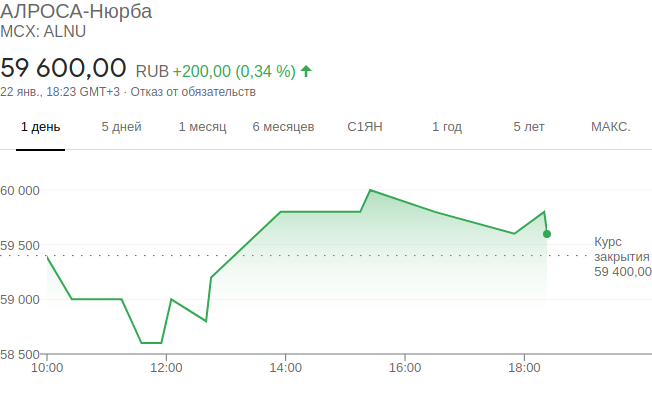 АЛРОСА-Нюрба
MCX: ALNU
59 600,00 RUB +200,00 (0,34 %)
22 янв., 18:23 GMT+3 · Отказ от обязательств
1 день 5 дней 1 месяц 6 месяцев С1ЯН 1 год 5 лет МАКС.
60 000
59 500
Курс
закрытия
59 400,00
59 000
58 500
10:00 12:00 14:00 16:00 18:00